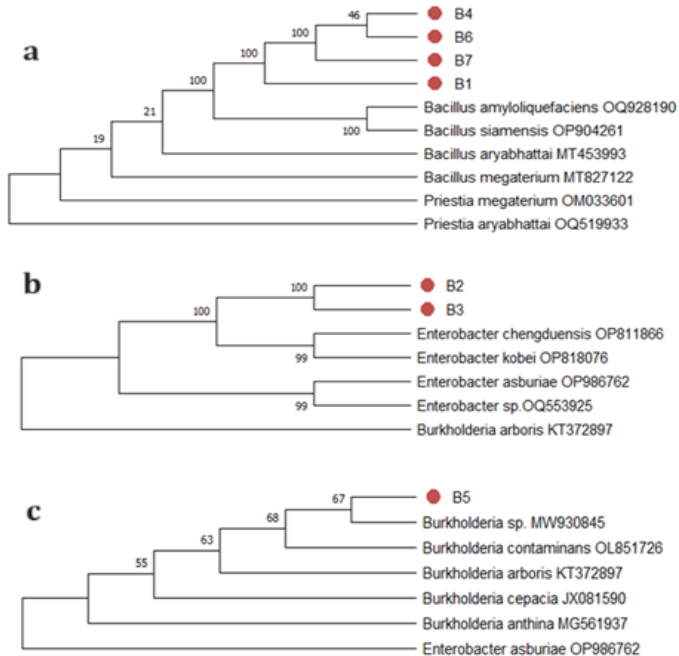 a
46
B4
B6
100
B7
100
B1
100
Bacillus amyloliquefaciens OQ928190
100
Bacillus siamensis OP904261
21
Bacillus aryabhattai MT453993
19
Bacillus megaterium MT827122
Priestia megaterium OM033601
Priestia aryabhattai OQ519933
b
100
B2
B3
100
Enterobacter chengduensis OP811866
99
Enterobacter kobei OP818076
Enterobacter asburiae OP986762
99
Enterobacter sp.OQ553925
Burkholderia arboris KT372897
c
67
B5
Burkholderia sp. MW930845
68
Burkholderia contaminans OL851726
63
Burkholderia arboris KT372897
55
Burkholderia cepacia JX081590
Burkholderia anthina MG561937
Enterobacter asburiae OP986762